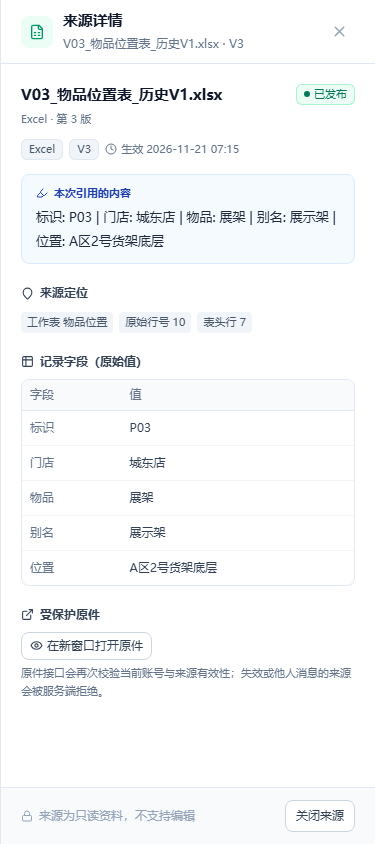 来源详情
V03_物品位置表_历史V1.xlsx · V3
V03_物品位置表_历史V1.xlsx
已发布
Excel · 第 3 版
Excel V3 生效 2026-11-21 07:15
本次引用的内容
标识: P03 | 门店: 城东店 | 物品: 展架 | 别名: 展示架 |
位置: A区2号货架底层
来源定位
工作表 物品位置 原始行号 10 表头行 7
记录字段（原始值）
字段 值
标识 P03
门店 城东店
物品 展架
别名 展示架
位置 A区2号货架底层
受保护原件
在新窗口打开原件
原件接口会再次校验当前账号与来源有效性；失效或他人消息的来源
会被服务端拒绝。
来源为只读资料，不支持编辑
关闭来源